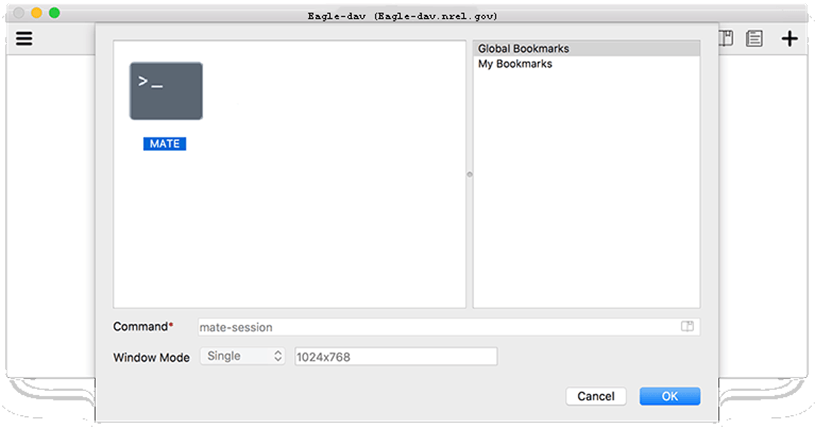 Eagle-dav (Eagle-dav.nrel.gov)
>_
MATE
Global Bookmarks
My Bookmarks
Command*
mate-session
Window Mode
Single
1024x768
Cancel
OK